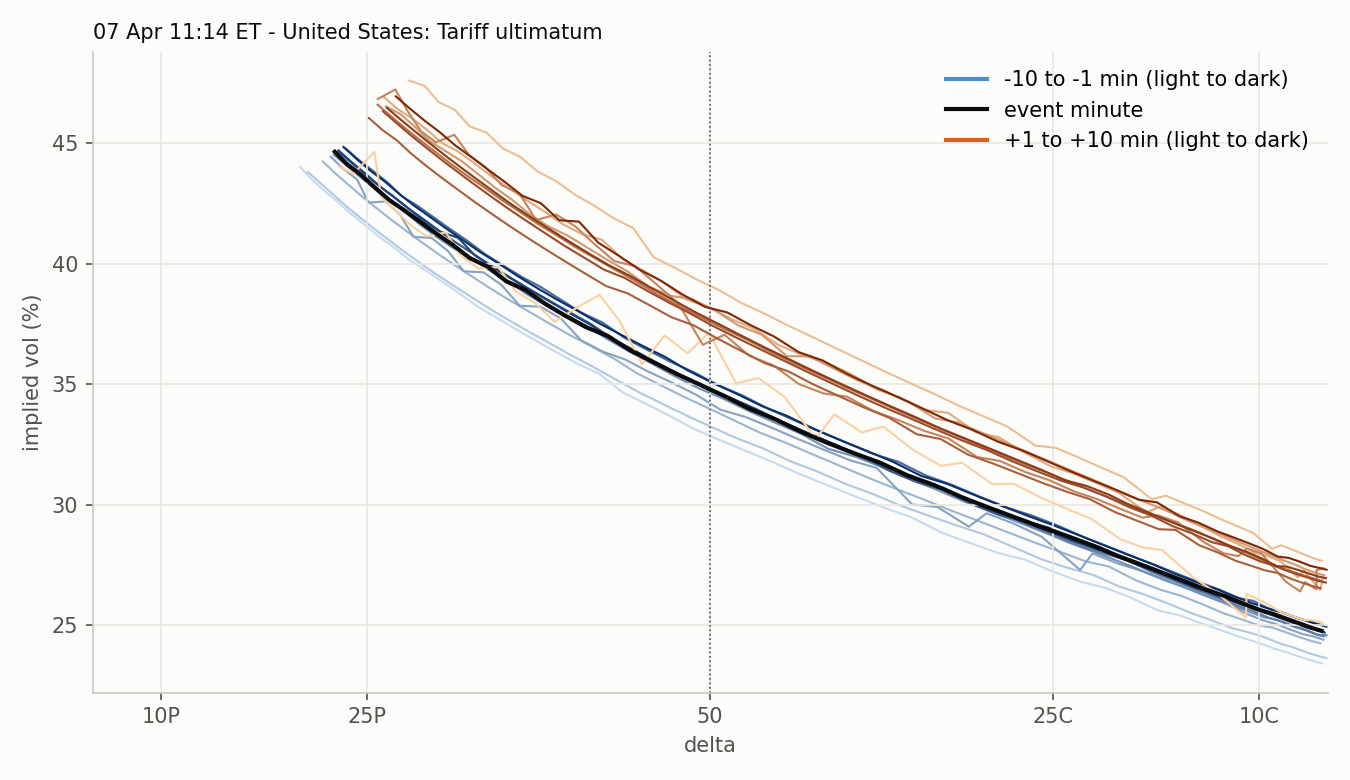 07 Apr 11:14 ET - United States: Tariff ultimatum
-10 to -1 min (light to dark)
event minute
+1 to +10 min (light to dark)
implied vol (%)
45
40
35
30
25
10P
25P
50
25C
10C
delta